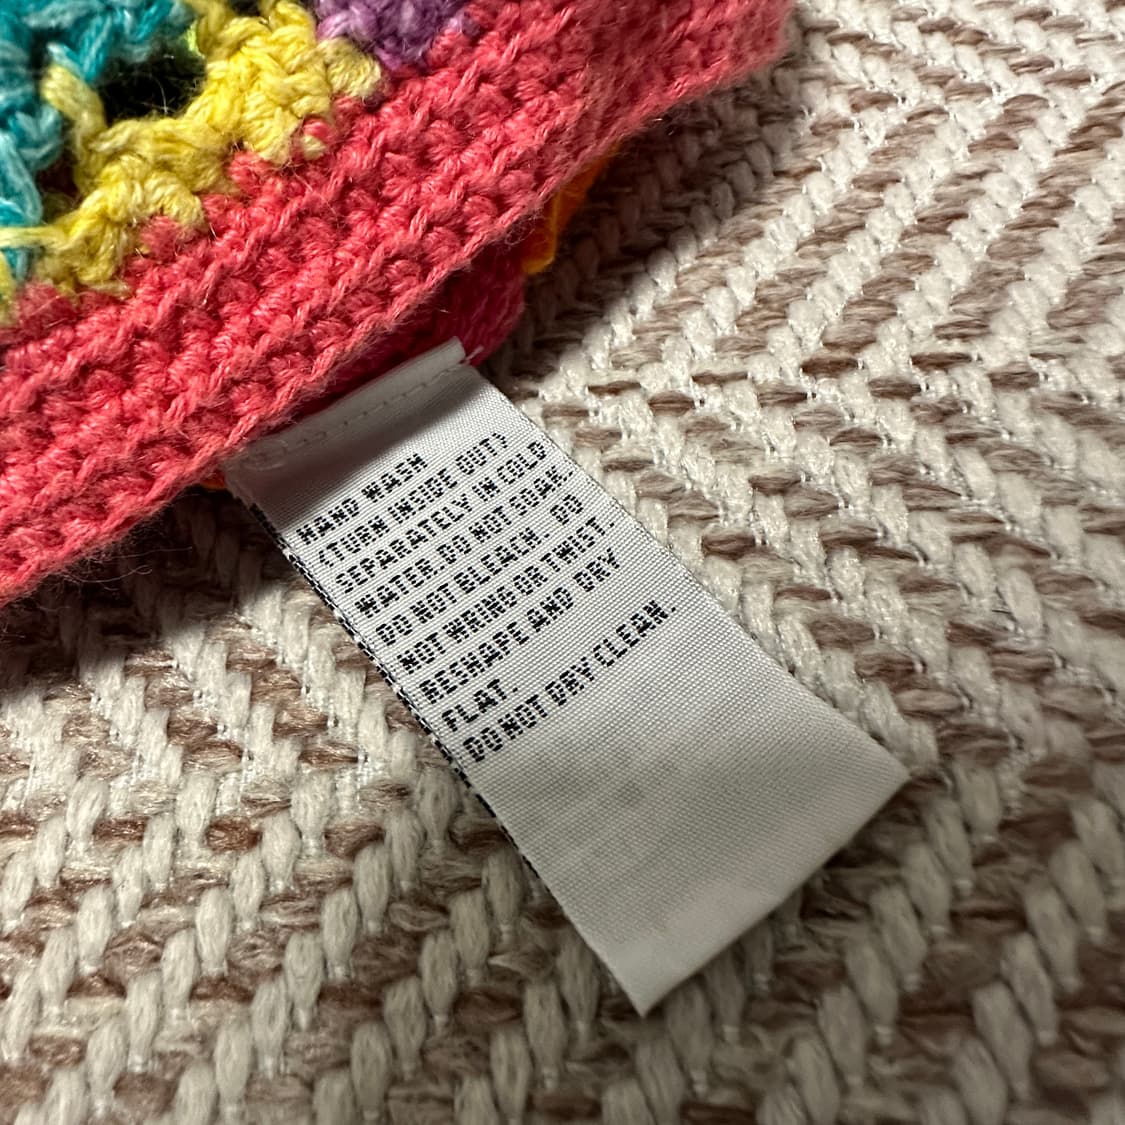 HAND WASH
(TURN INSIDE OUT)
SEPARATELY IN COLD
WATER. DO NOT SOAK.
DO NOT BLEACH. DO
NOT WRING OR TWIST.
RESHAPE AND DRY
FLAT.
DO NOT DRY CLEAN.